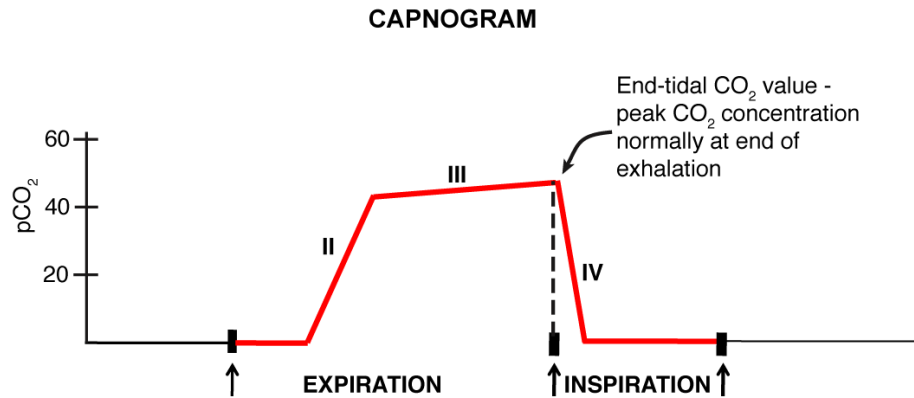 CAPNOGRAM
End-tidal CO₂ value -
peak CO₂ concentration
normally at end of
exhalation
60
40
20
pCO₂
II
III
IV
EXPIRATION
INSPIRATION